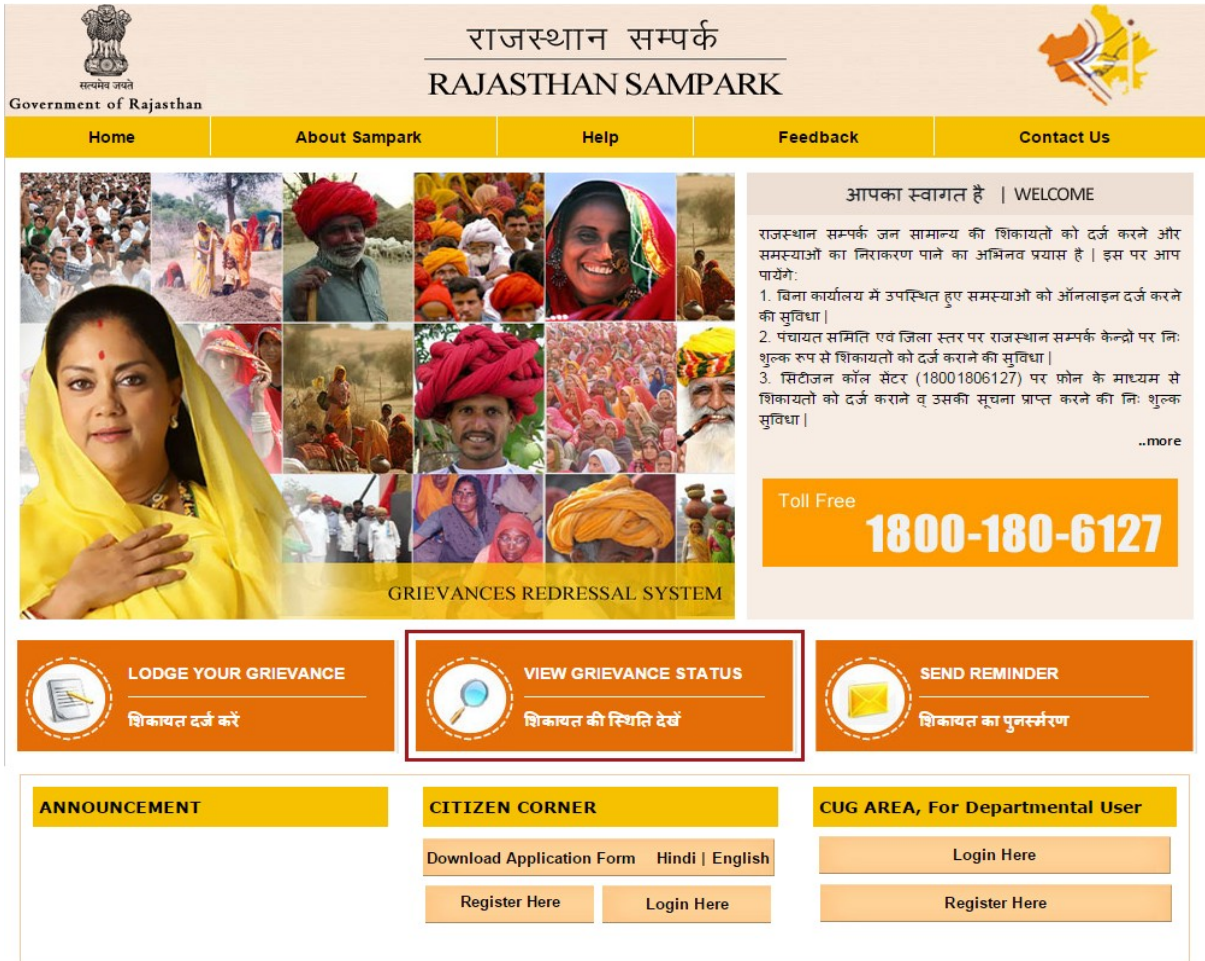 सत्यमेव जयते
Government of Rajasthan
राजस्थान सम्पर्क
RAJASTHAN SAMPARK
Home About Sampark Help Feedback Contact Us
आपका स्वागत है | WELCOME
राजस्थान सम्पर्क जन सामान्य की शिकायतों को दर्ज करने और
समस्याओं का निराकरण पाने का अभिनव प्रयास है | इस पर आप
पायेंगे:
1. बिना कार्यालय में उपस्थित हुए समस्याओं को ऑनलाइन दर्ज करने
की सुविधा |
2. पंचायत समिति एवं जिला स्तर पर राजस्थान सम्पर्क केन्द्रों पर निः
शुल्क रुप से शिकायतों को दर्ज कराने की सुविधा |
3. सिटीजन कॉल सेंटर (18001806127) पर फ़ोन के माध्यम से
शिकायतों को दर्ज कराने व् उसकी सूचना प्राप्त करने की निः शुल्क
सुविधा |
..more
Toll Free
1800-180-6127
GRIEVANCES REDRESSAL SYSTEM
LODGE YOUR GRIEVANCE
शिकायत दर्ज करें
VIEW GRIEVANCE STATUS
शिकायत की स्थिति देखें
SEND REMINDER
शिकायत का पुनर्स्मरण
ANNOUNCEMENT
CITIZEN CORNER
Download Application Form Hindi | English
Register Here Login Here
CUG AREA, For Departmental User
Login Here
Register Here